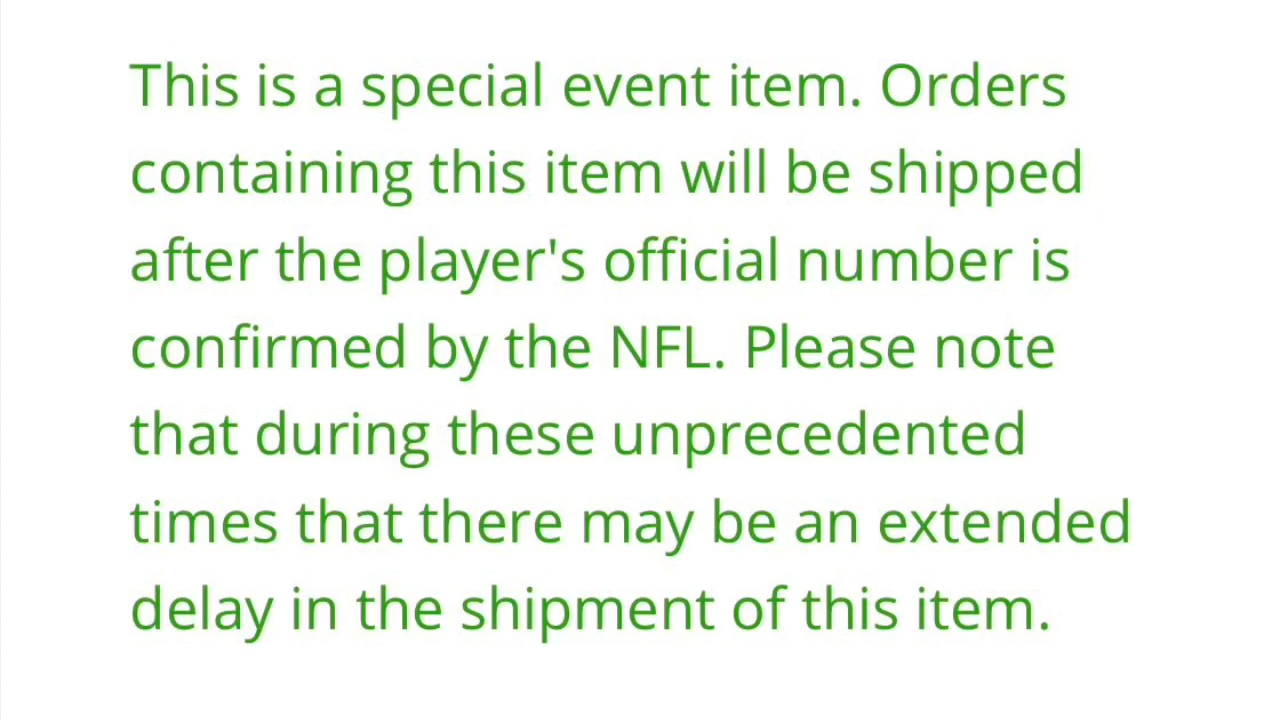 This is a special event item. Orders
containing this item will be shipped
after the player's official number is
confirmed by the NFL. Please note
that during these unprecedented
times that there may be an extended
delay in the shipment of this item.